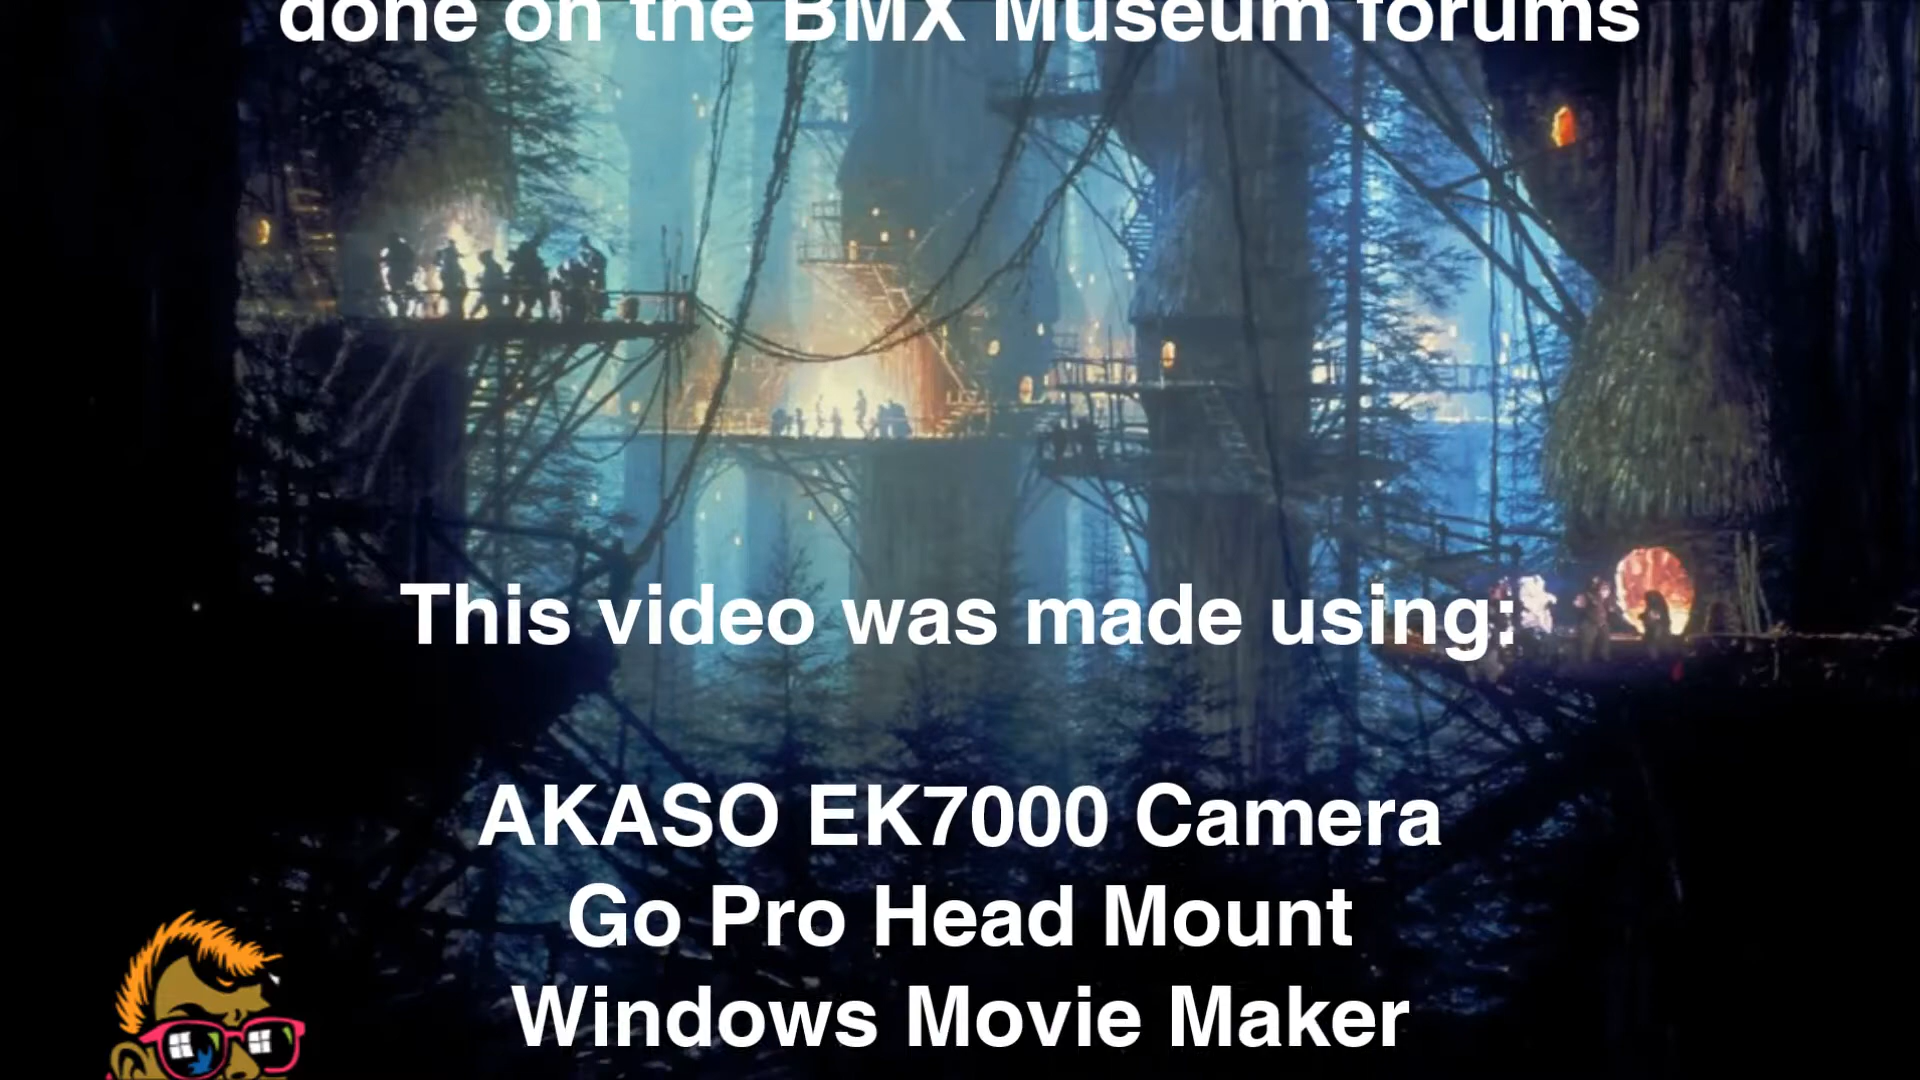 done on the BMX Museum forums
This video was made using:
AKASO EK7000 Camera
Go Pro Head Mount
Windows Movie Maker